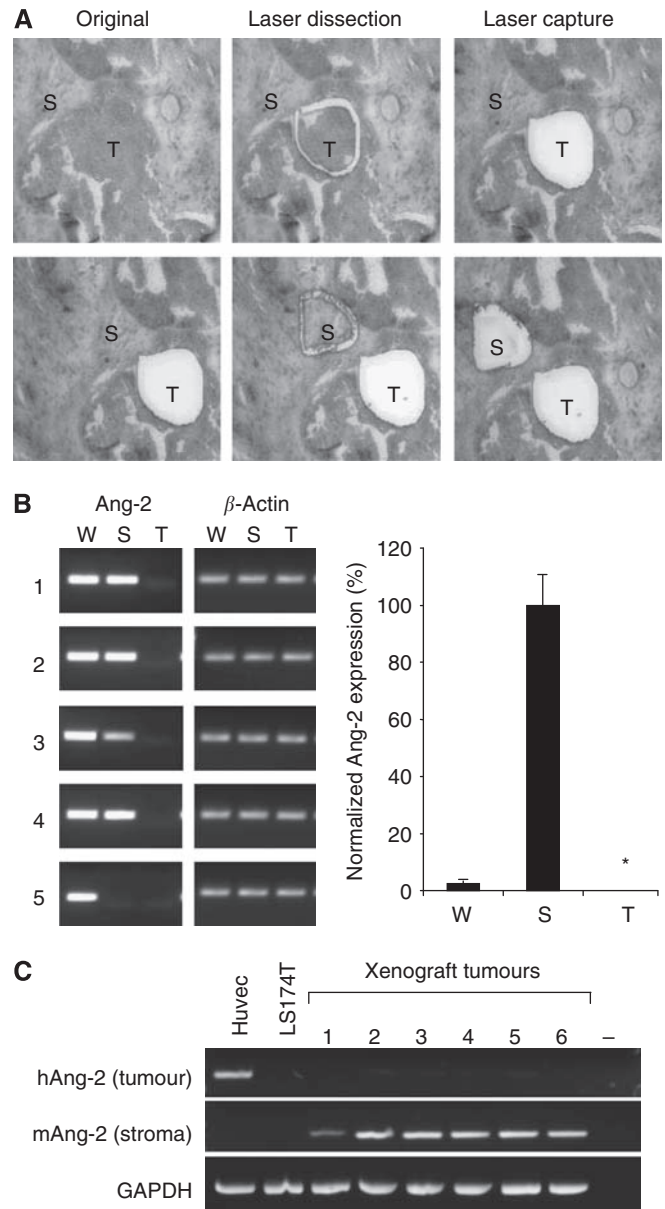 A
Original Laser dissection Laser capture
S T S T S T
S T S T S T
B
Ang-2 β-Actin
W S T W S T
1
2
3
4
5
Normalized Ang-2 expression (%)
120
100
80
60
40
20
0
*
W S T
C
Xenograft tumours
Huvec LS174T 1 2 3 4 5 6 –
hAng-2 (tumour)
mAng-2 (stroma)
GAPDH